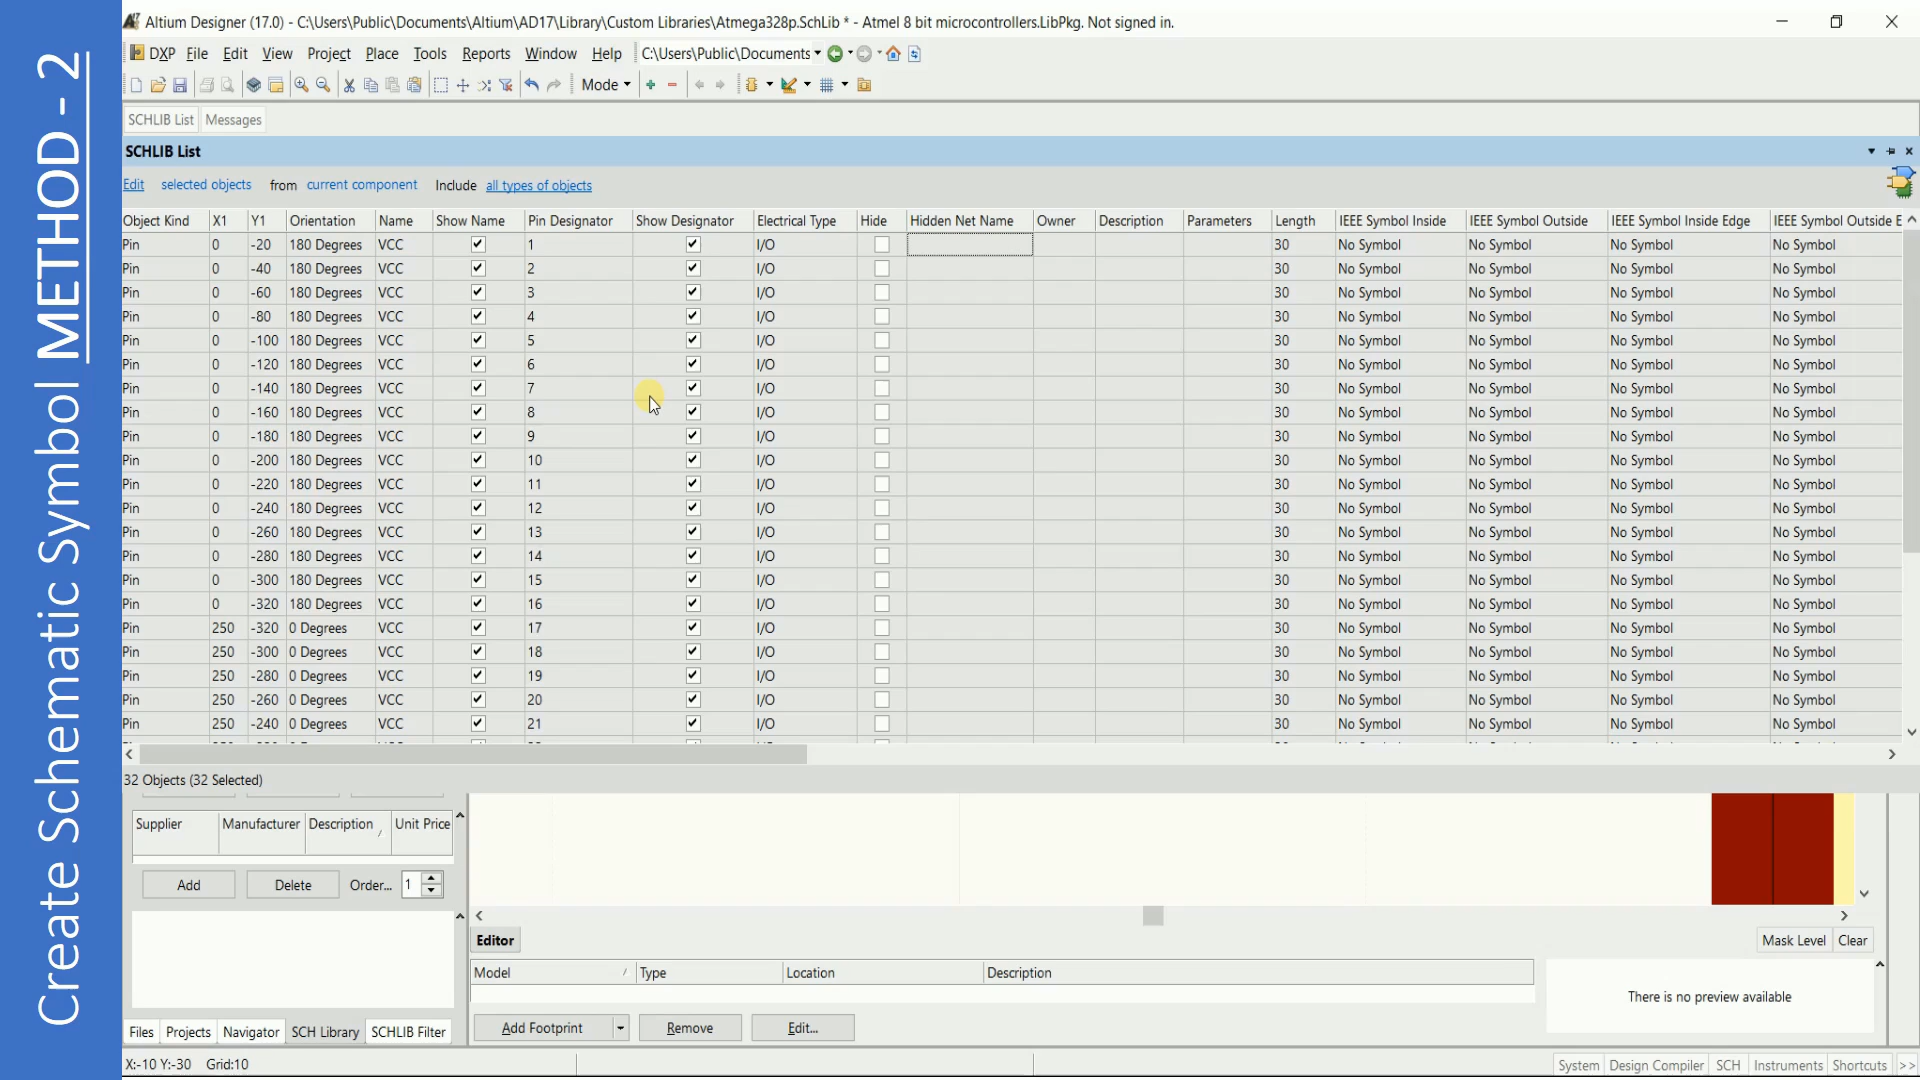 Create Schematic Symbol METHOD - 2
Altium Designer (17.0) - C:\Users\Public\Documents\Altium\AD17\Library\Custom Libraries\Atmega328p.SchLib * - Atmel 8 bit microcontrollers.LibPkg. Not signed in.
DXP File Edit View Project Place Tools Reports Window Help C:\Users\Public\Documents
Mode
SCHLIB List Messages
SCHLIB List
Edit selected objects from current component Include all types of objects
Object Kind X1 Y1 Orientation Name Show Name Pin Designator Show Designator Electrical Type Hide Hidden Net Name Owner Description Parameters Length IEEE Symbol Inside IEEE Symbol Outside IEEE Symbol Inside Edge IEEE Symbol Outside E
Pin 0 -20 180 Degrees VCC 1 I/O 30 No Symbol No Symbol No Symbol No Symbol
Pin 0 -40 180 Degrees VCC 2 I/O 30 No Symbol No Symbol No Symbol No Symbol
Pin 0 -60 180 Degrees VCC 3 I/O 30 No Symbol No Symbol No Symbol No Symbol
Pin 0 -80 180 Degrees VCC 4 I/O 30 No Symbol No Symbol No Symbol No Symbol
Pin 0 -100 180 Degrees VCC 5 I/O 30 No Symbol No Symbol No Symbol No Symbol
Pin 0 -120 180 Degrees VCC 6 I/O 30 No Symbol No Symbol No Symbol No Symbol
Pin 0 -140 180 Degrees VCC 7 I/O 30 No Symbol No Symbol No Symbol No Symbol
Pin 0 -160 180 Degrees VCC 8 I/O 30 No Symbol No Symbol No Symbol No Symbol
Pin 0 -180 180 Degrees VCC 9 I/O 30 No Symbol No Symbol No Symbol No Symbol
Pin 0 -200 180 Degrees VCC 10 I/O 30 No Symbol No Symbol No Symbol No Symbol
Pin 0 -220 180 Degrees VCC 11 I/O 30 No Symbol No Symbol No Symbol No Symbol
Pin 0 -240 180 Degrees VCC 12 I/O 30 No Symbol No Symbol No Symbol No Symbol
Pin 0 -260 180 Degrees VCC 13 I/O 30 No Symbol No Symbol No Symbol No Symbol
Pin 0 -280 180 Degrees VCC 14 I/O 30 No Symbol No Symbol No Symbol No Symbol
Pin 0 -300 180 Degrees VCC 15 I/O 30 No Symbol No Symbol No Symbol No Symbol
Pin 0 -320 180 Degrees VCC 16 I/O 30 No Symbol No Symbol No Symbol No Symbol
Pin 250 -320 0 Degrees VCC 17 I/O 30 No Symbol No Symbol No Symbol No Symbol
Pin 250 -300 0 Degrees VCC 18 I/O 30 No Symbol No Symbol No Symbol No Symbol
Pin 250 -280 0 Degrees VCC 19 I/O 30 No Symbol No Symbol No Symbol No Symbol
Pin 250 -260 0 Degrees VCC 20 I/O 30 No Symbol No Symbol No Symbol No Symbol
Pin 250 -240 0 Degrees VCC 21 I/O 30 No Symbol No Symbol No Symbol No Symbol
32 Objects (32 Selected)
Supplier Manufacturer Description Unit Price
Add Delete Order... 1
Editor Mask Level Clear
Model Type Location Description
There is no preview available
Add Footprint Remove Edit...
Files Projects Navigator SCH Library SCHLIB Filter
X:-10 Y:-30 Grid:10 System Design Compiler SCH Instruments Shortcuts >>